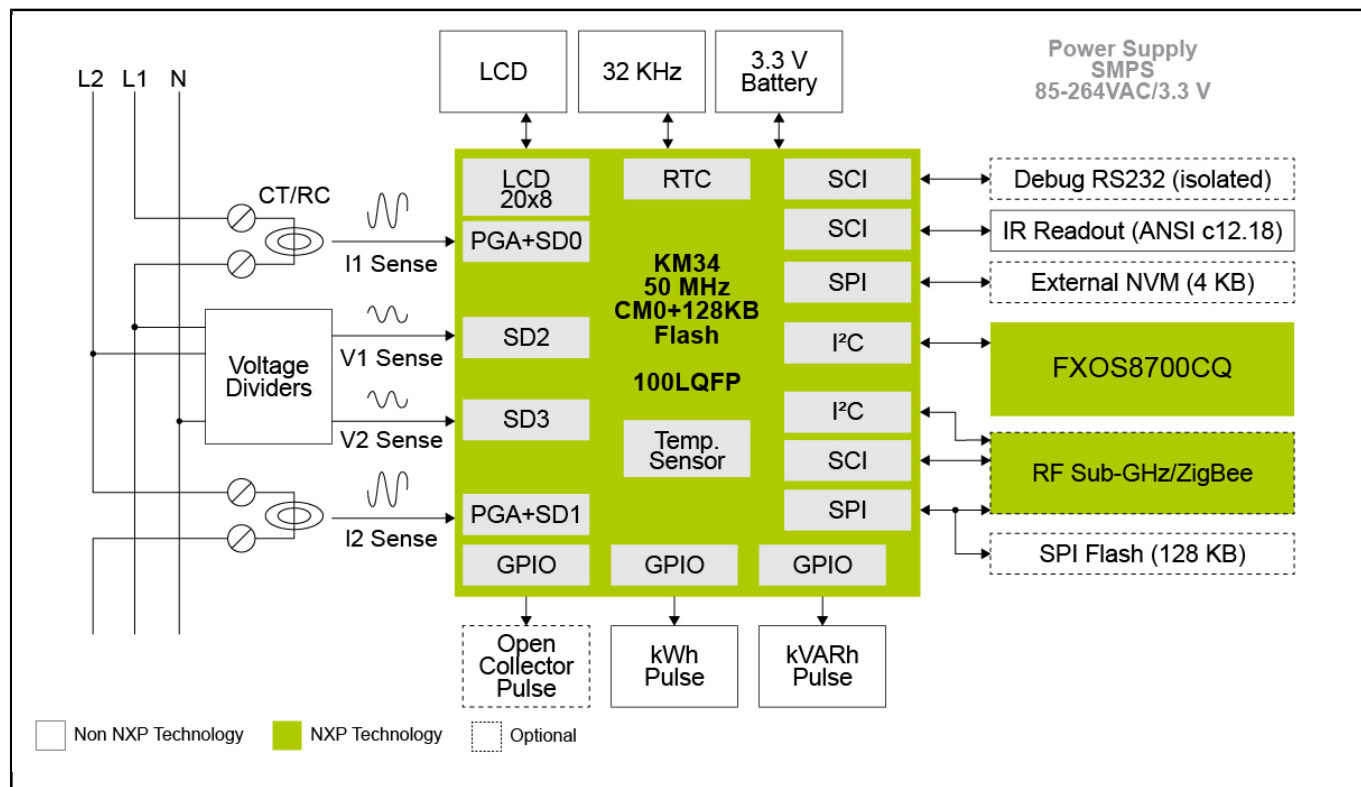 Power Supply
SMPS
85-264VAC/3.3 V
LCD
32 KHz
3.3 V
Battery
L2
L1
N
CT/RC
I1 Sense
V1 Sense
Voltage
Dividers
V2 Sense
I2 Sense
LCD
20x8
PGA+SD0
SD2
SD3
PGA+SD1
GPIO
RTC
KM34
50 MHz
CM0+128KB
Flash
100LQFP
Temp.
Sensor
GPIO
GPIO
SCI
SCI
SPI
I²C
I²C
SCI
SPI
Debug RS232 (isolated)
IR Readout (ANSI c12.18)
External NVM (4 KB)
FXOS8700CQ
RF Sub-GHz/ZigBee
SPI Flash (128 KB)
Open
Collector
Pulse
kWh
Pulse
kVARh
Pulse
Non NXP Technology
NXP Technology
Optional